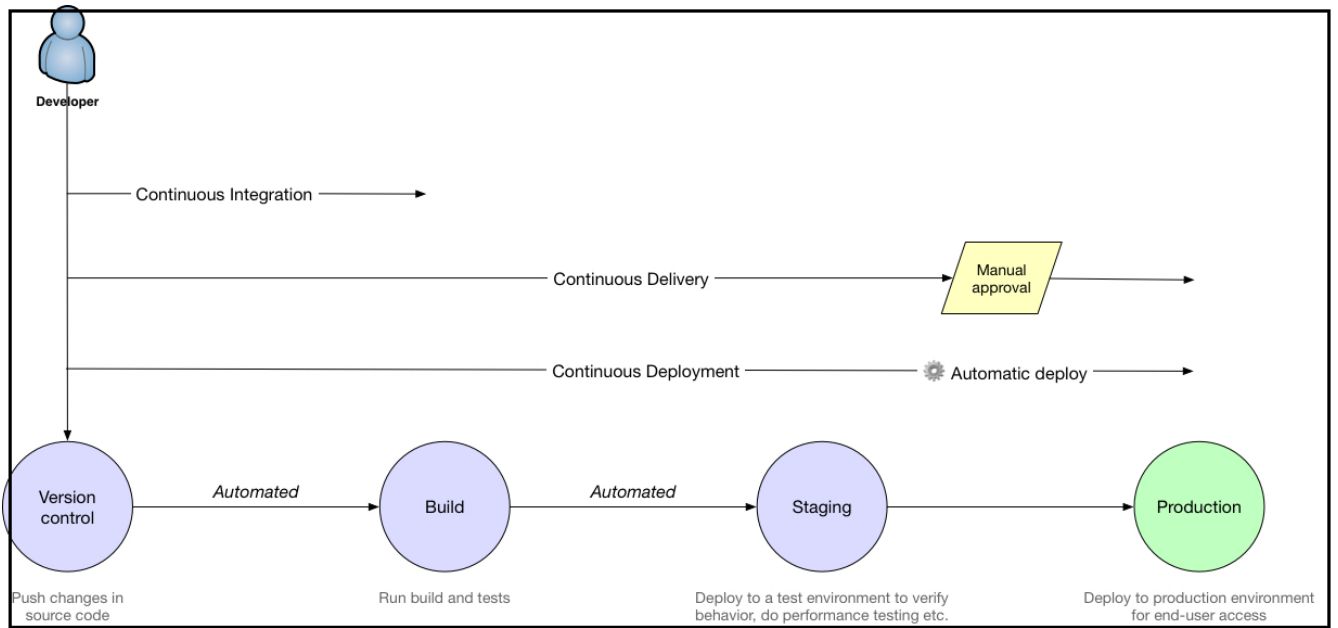 Developer
Continuous Integration
Continuous Delivery
Manual
approval
Continuous Deployment
Automatic deploy
Version
control
Automated
Build
Automated
Staging
Production
Push changes in
source code
Run build and tests
Deploy to a test environment to verify
behavior, do performance testing etc.
Deploy to production environment
for end-user access